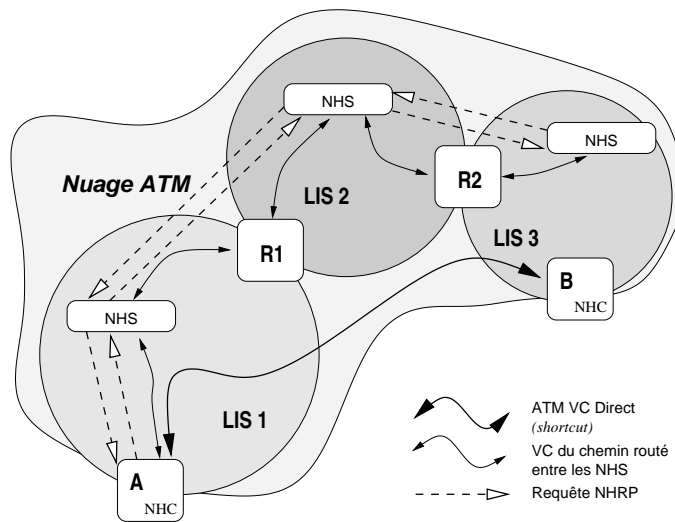 NHS
NHS
Nuage ATM
R2
LIS 2
LIS 3
R1
B
NHC
NHS
LIS 1
A
NHC
ATM VC Direct
(shortcut)
VC du chemin routé
entre les NHS
Requête NHRP